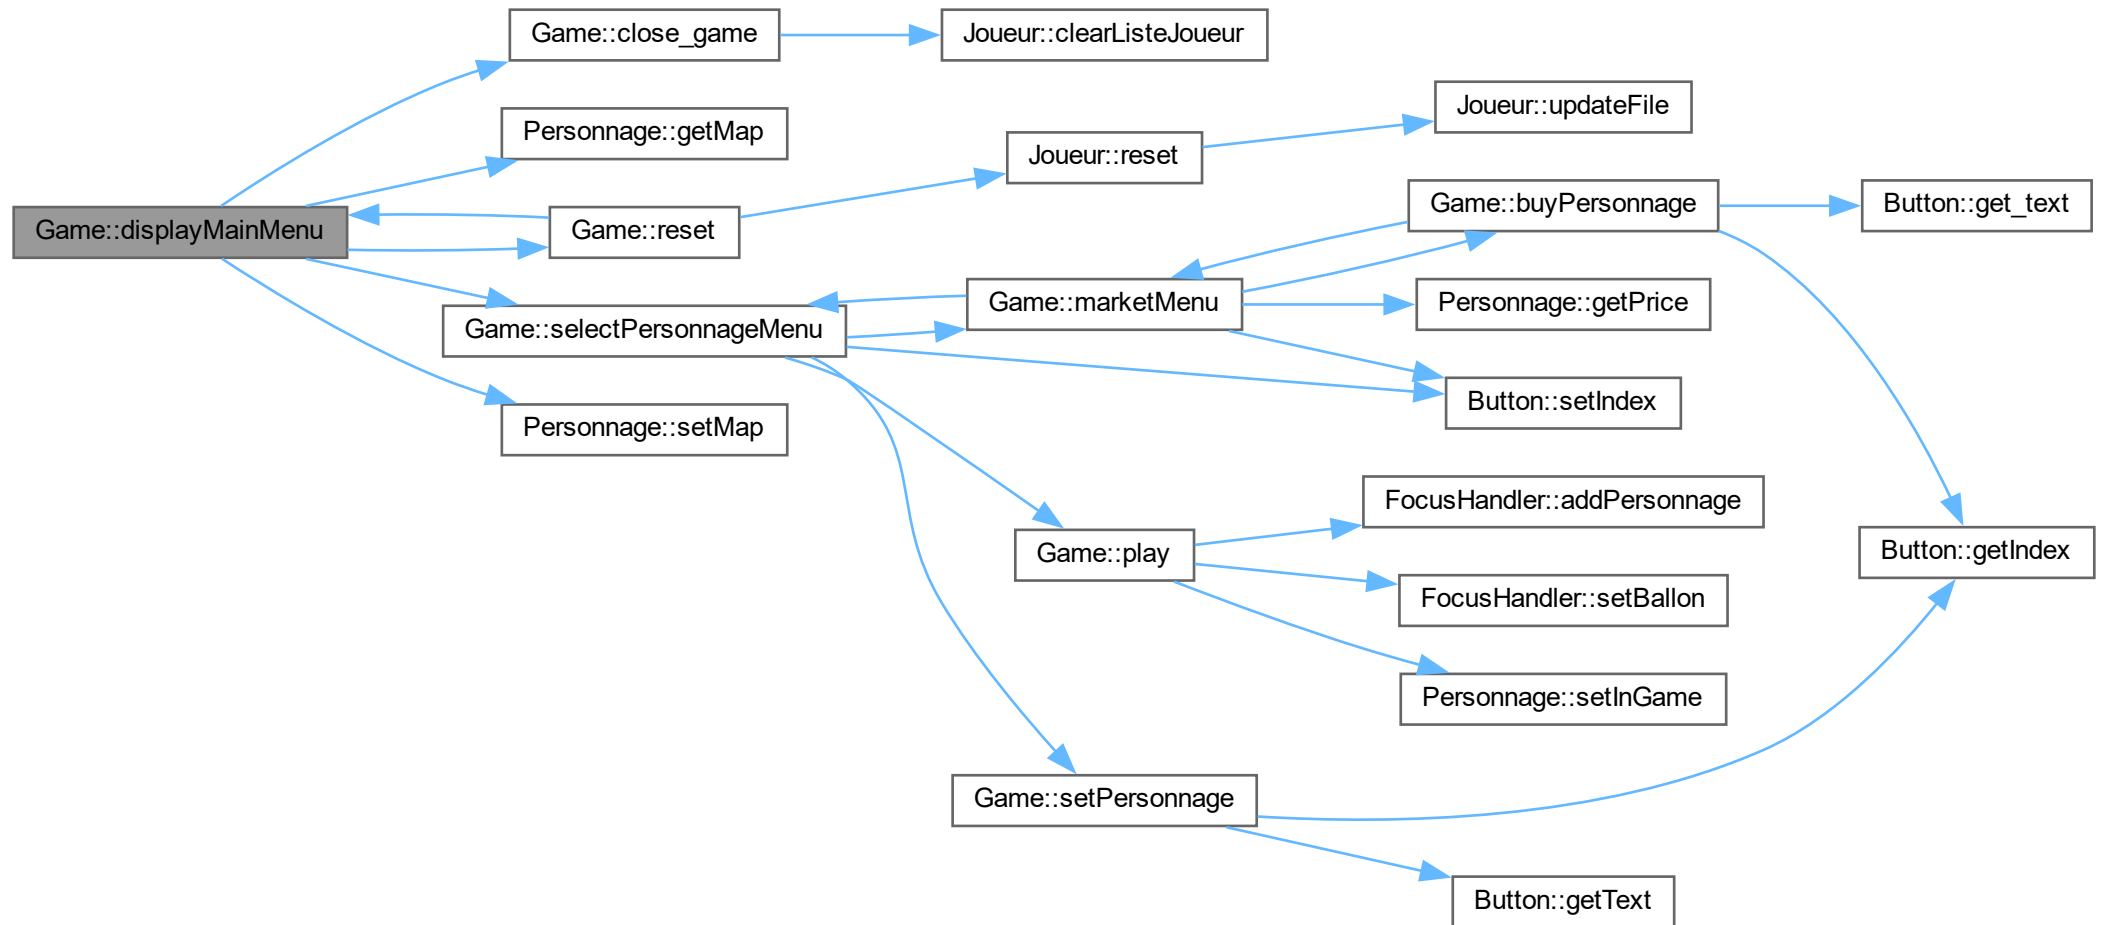 Game::close_game
Joueur::clearListeJoueur
Joueur::updateFile
Personnage::getMap
Joueur::reset
Game::buyPersonnage
Button::get_text
Game::displayMainMenu
Game::reset
Game::marketMenu
Personnage::getPrice
Game::selectPersonnageMenu
Button::setIndex
Personnage::setMap
FocusHandler::addPersonnage
Game::play
Button::getIndex
FocusHandler::setBallon
Personnage::setInGame
Game::setPersonnage
Button::getText